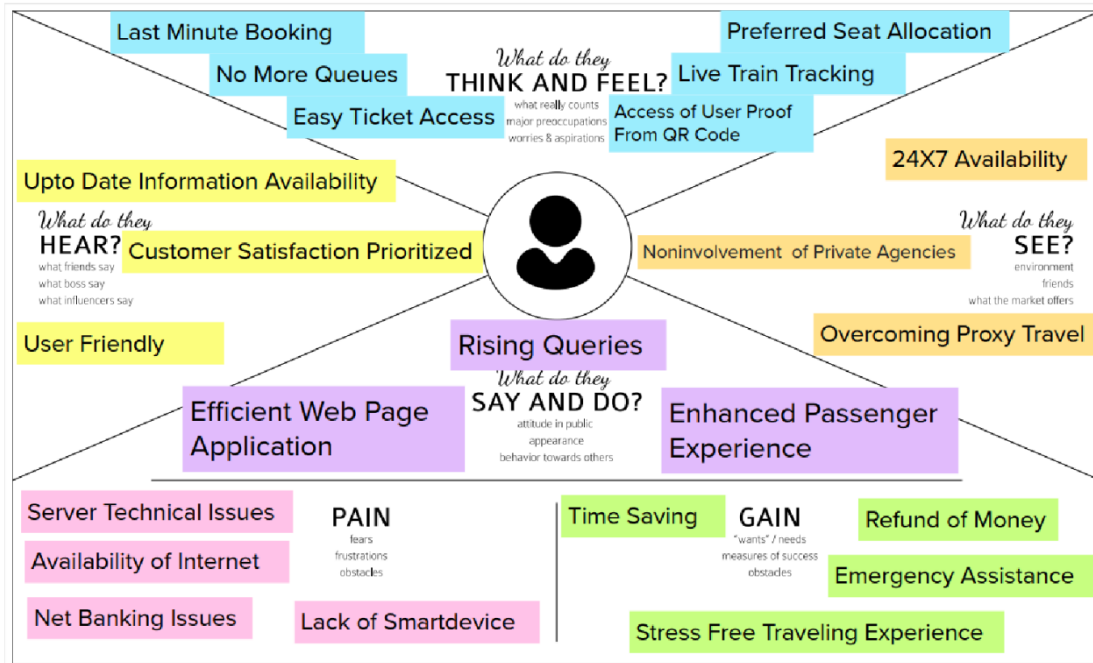 Last Minute Booking
No More Queues
Easy Ticket Access
What do they
THINK AND FEEL?
what really counts
major preoccupations
worries & aspirations
Preferred Seat Allocation
Live Train Tracking
Access of User Proof
From QR Code
Upto Date Information Availability
What do they
HEAR?
what friends say
what boss say
what influencers say
Customer Satisfaction Prioritized
User Friendly
24X7 Availability
Noninvolvement of Private Agencies
What do they
SEE?
environment
friends
what the market offers
Overcoming Proxy Travel
Rising Queries
What do they
SAY AND DO?
attitude in public
appearance
behavior towards others
Efficient Web Page
Application
Enhanced Passenger
Experience
Server Technical Issues
Availability of Internet
Net Banking Issues
PAIN
fears
frustrations
obstacles
Lack of Smartdevice
Time Saving
GAIN
"wants" / needs
measures of success
obstacles
Refund of Money
Emergency Assistance
Stress Free Traveling Experience